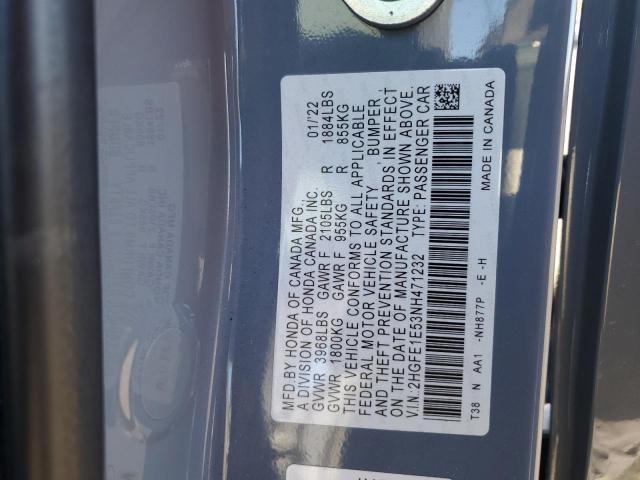 MFD.BY HONDA OF CANADA MFG.,
A DIVISION OF HONDA CANADA INC. 01/'22
GVWR 3968LBS GAWR F 2105LBS R 1884LBS
GVWR 1800KG GAWR F 955KG R 855KG
THIS VEHICLE CONFORMS TO ALL APPLICABLE
FEDERAL MOTOR VEHICLE SAFETY , BUMPER ,
AND THEFT PREVENTION STANDARDS IN EFFECT
ON THE DATE OF MANUFACTURE SHOWN ABOVE.
V.I.N.:2HGFE1E53NH471232 TYPE: PASSENGER CAR
T38 N AA1 -NH877P -E -H MADE IN CANADA